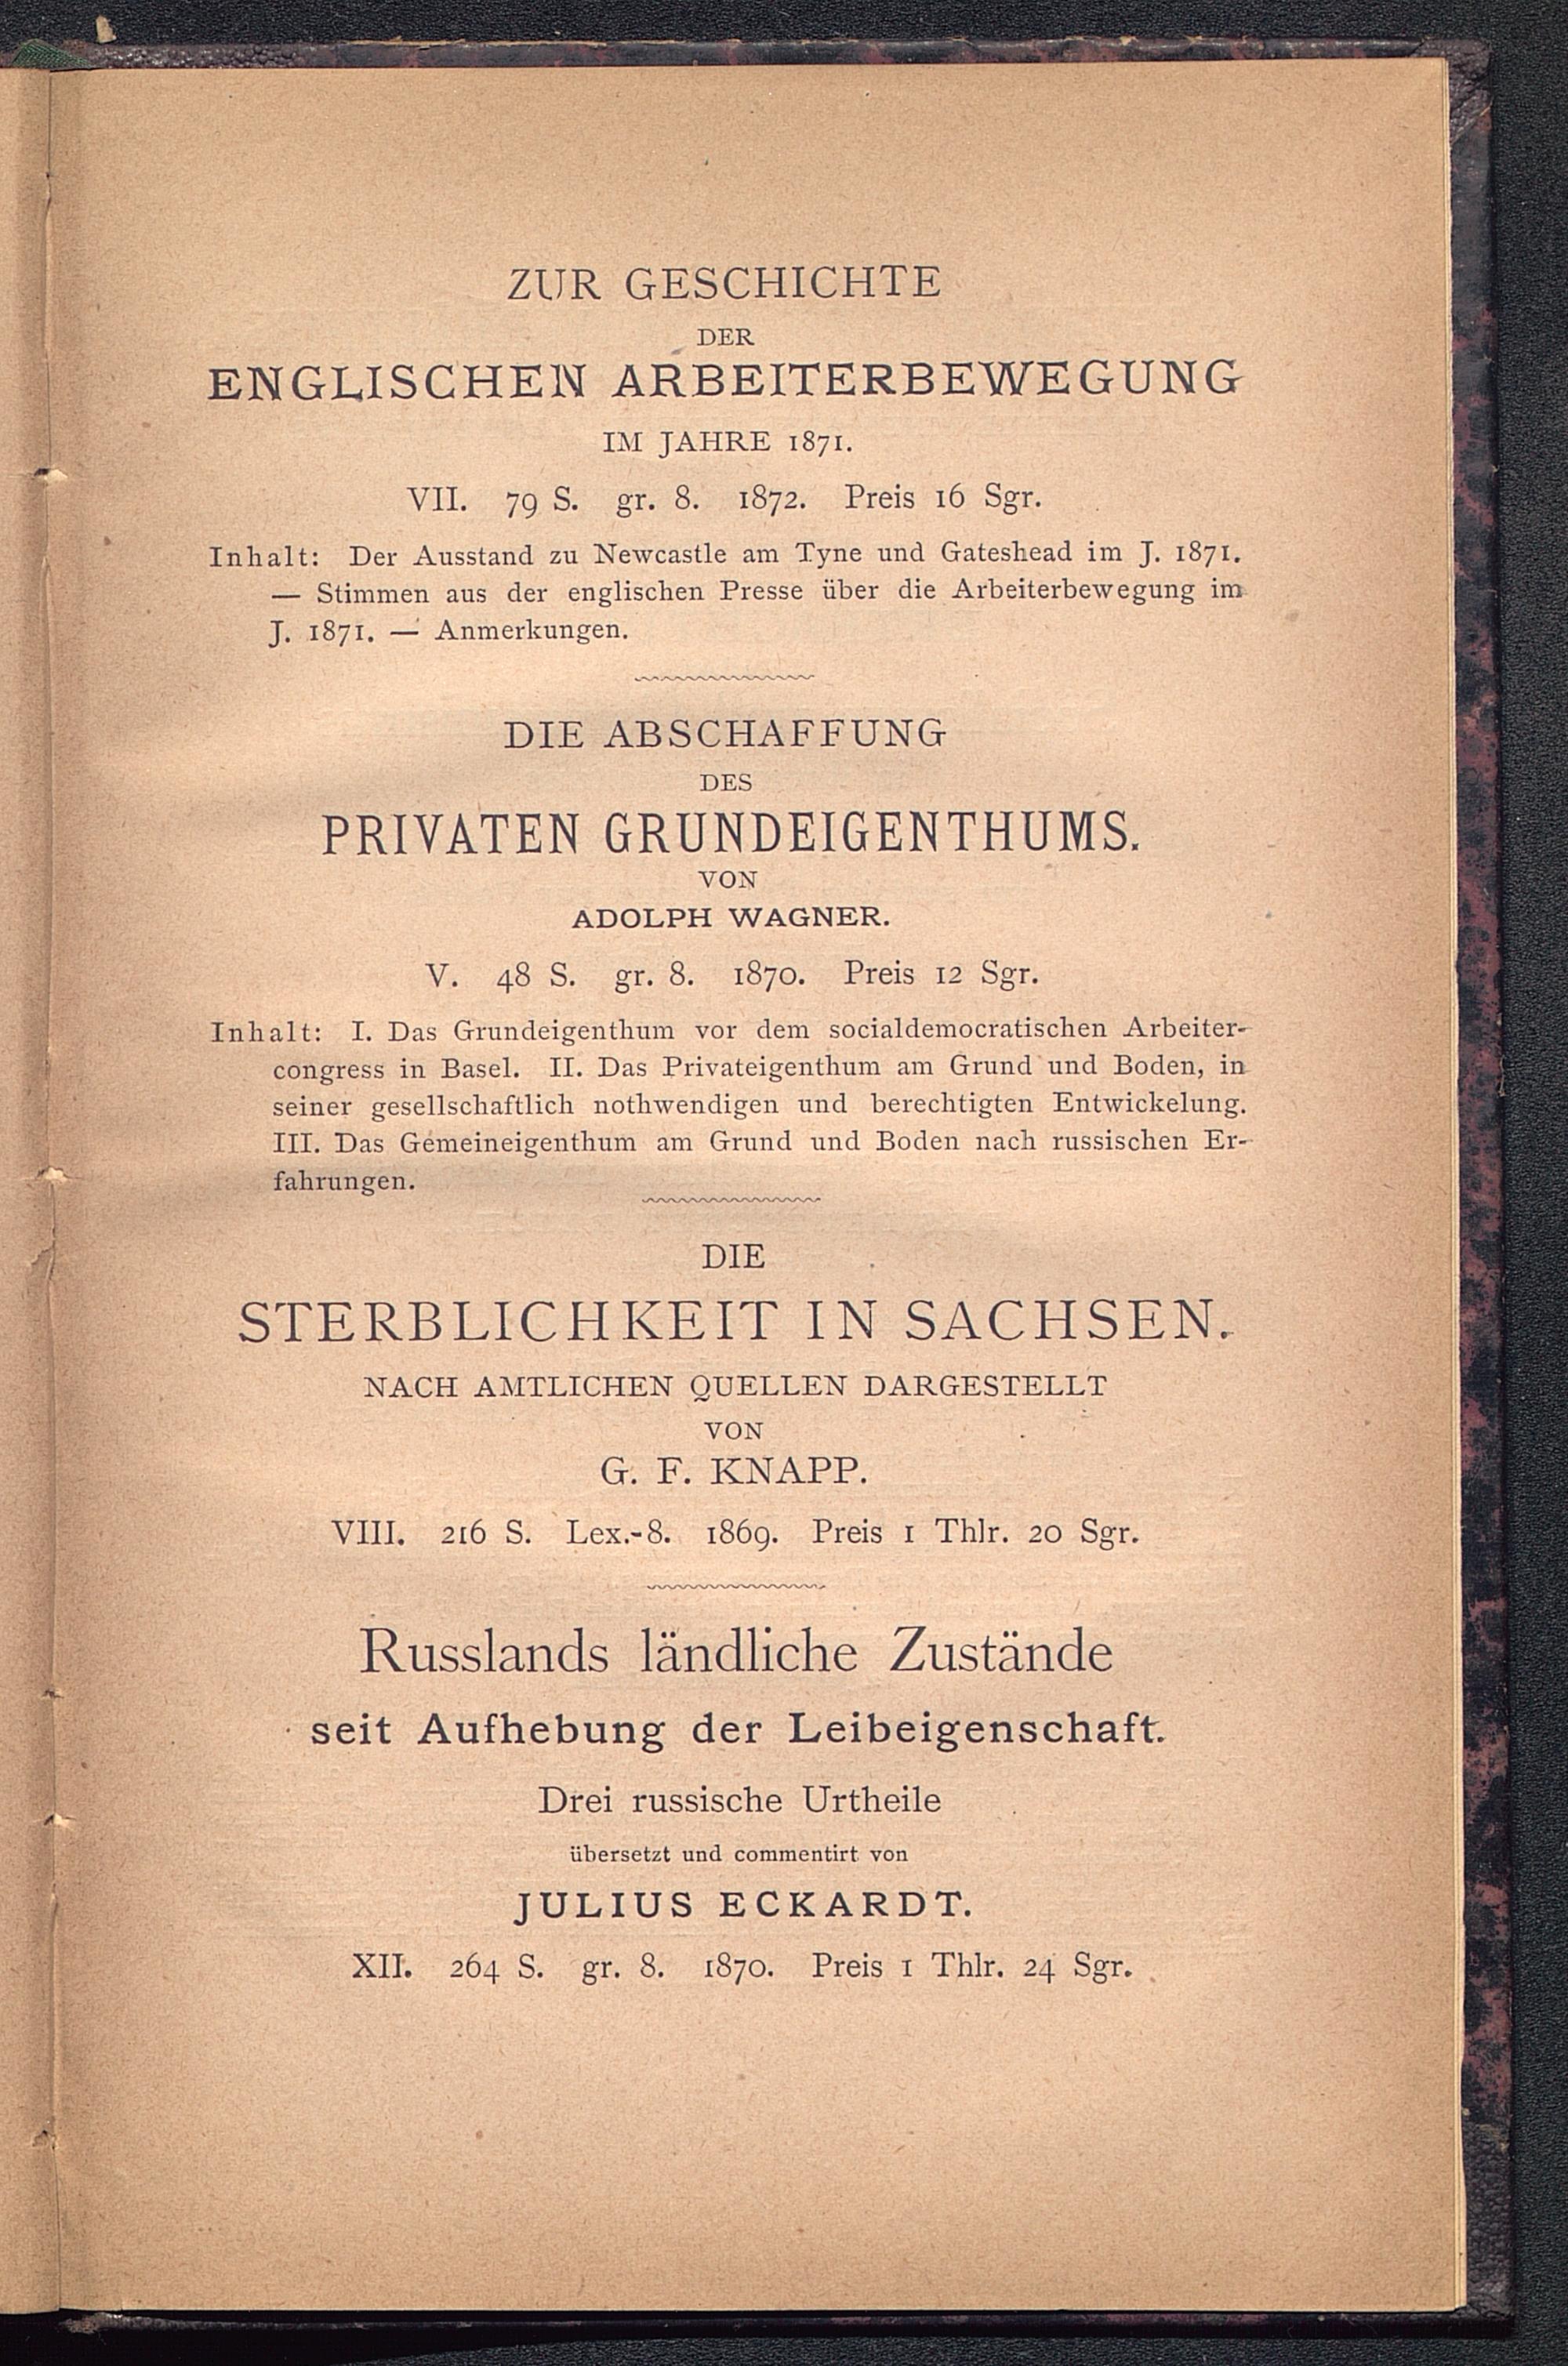 ZUR GESCHICHTE
DER
ENGLISCHEN ARBEITERBEWEGUNG
IM JAHRE 1871.
VII. 79 S. gr. 8. 1872. Preis 16 Sgr.
Inhalt: Der Ausstand zu Newcastle am Tyne und Gateshead im J. 1871.
— Stimmen aus der englischen Presse über die Arbeiterbewegung im
J. 1871. — Anmerkungen.
DIE ABSCHAFFUNG
DES
PRIVATEN GRUNDEIGENTHUMS.
VON
ADOLPH WAGNER.
V. 48 S. gr. 8. 1870. Preis 12 Sgr.
Inhalt: I. Das Grundeigenthum vor dem socialdemocratischen Arbeiter-
congress in Basel. II. Das Privateigenthum am Grund und Boden, in
seiner gesellschaftlich nothwendigen und berechtigten Entwickelung.
III. Das Gemeineigenthum am Grund und Boden nach russischen Er-
fahrungen.
DIE
STERBLICHKEIT IN SACHSEN.
NACH AMTLICHEN QUELLEN DARGESTELLT
VON
G. F. KNAPP.
VIII. 216 S. Lex.-8. 1869. Preis 1 Thlr. 20 Sgr.
Russlands ländliche Zustände
seit Aufhebung der Leibeigenschaft.
Drei russische Urtheile
übersetzt und commentirt von
JULIUS ECKARDT.
XII. 264 S. gr. 8. 1870. Preis 1 Thlr. 24 Sgr.